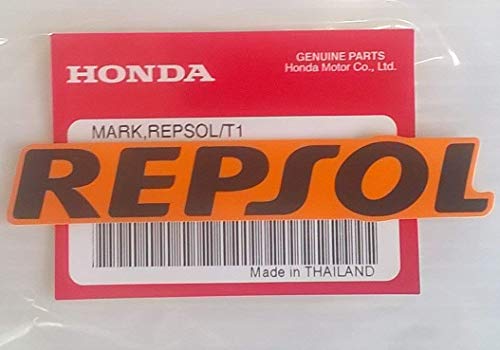 HONDA
GENUINE PARTS
Honda Motor Co., Ltd.
MARK,REPSOL/T1
REPSOL
Made in THAILAND